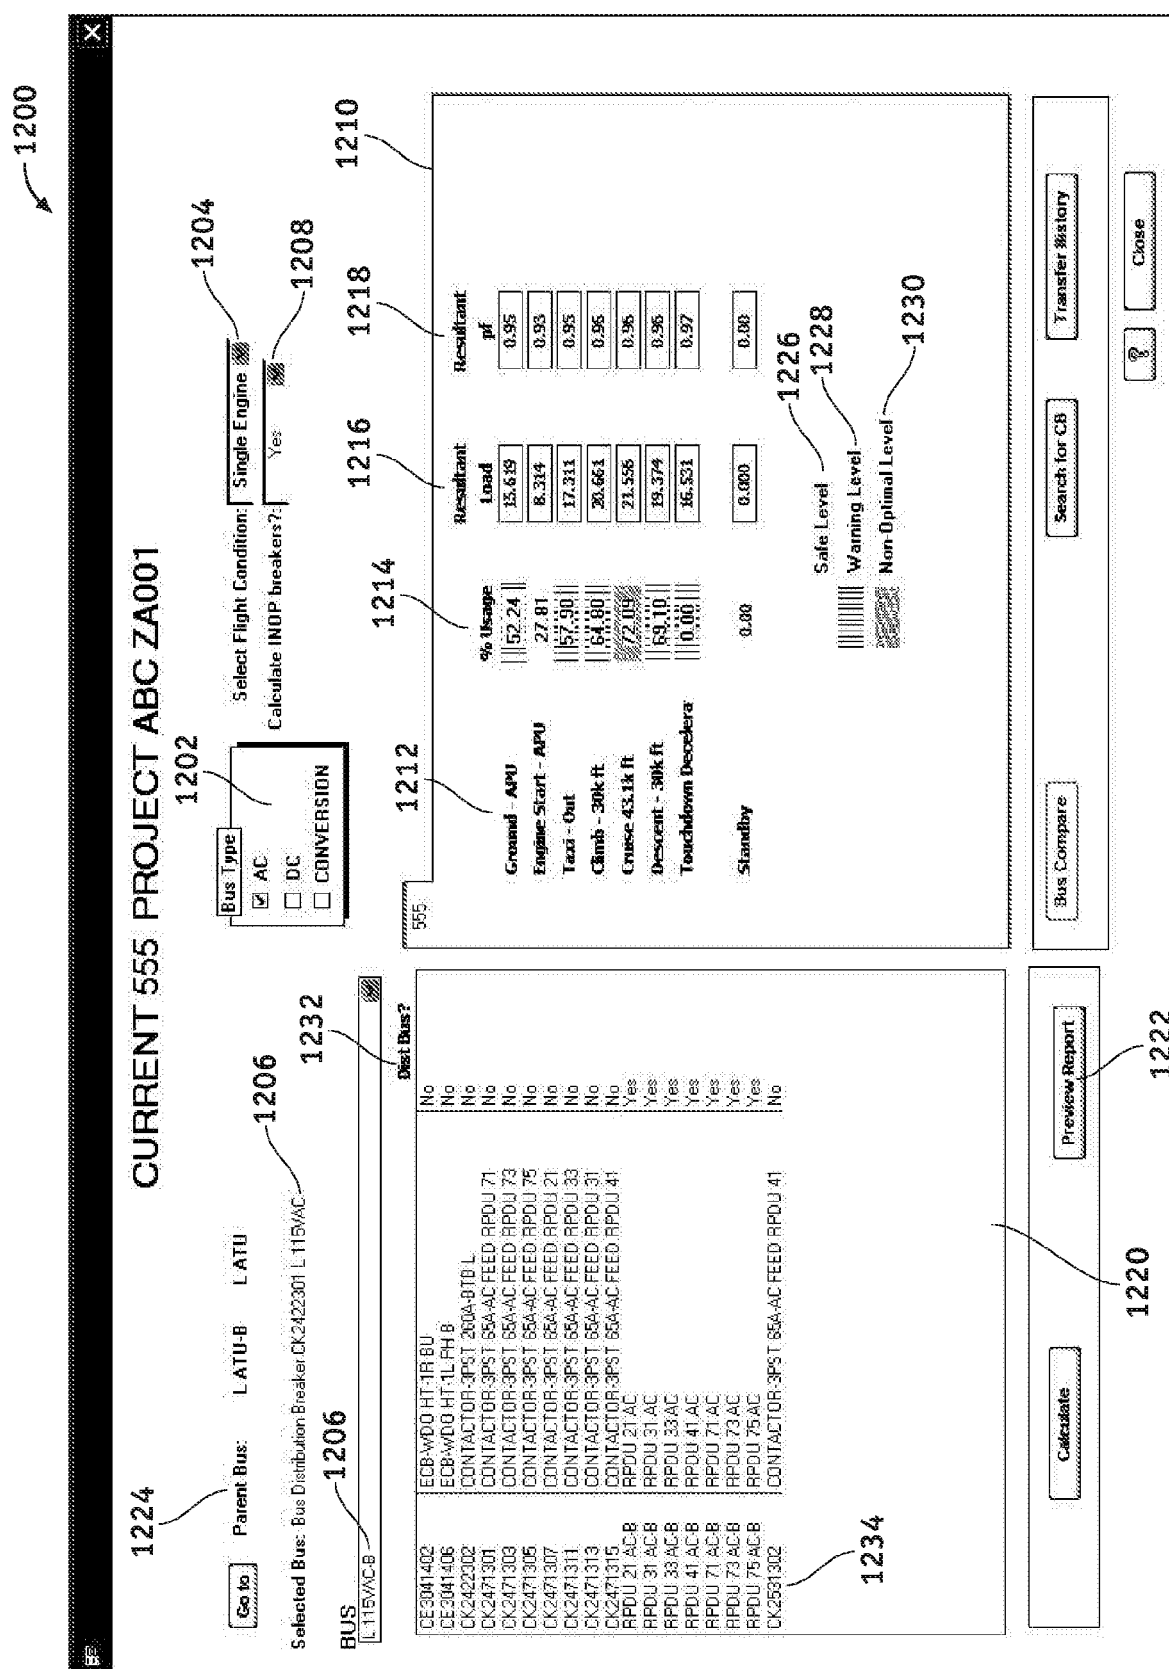 1200
CURRENT 555 PROJECT ABC ZA001
1224
Go to
Parent Bus:
L ATU-B
L ATU
Selected Bus: Bus Distribution Breaker CK2422301 L 115VAC
1206
BUS
1206
L 115VAC-B
1232
Dist Bus?
CE3041402 ECB-WDO HT-1R BU No
CE3041406 ECB-WDO HT-1L PH B No
CK2422302 CONTACTOR-3PST 260A-BTB L No
CK2471301 CONTACTOR-3PST 65A-AC FEED RPDU 71 No
CK2471303 CONTACTOR-3PST 65A-AC FEED RPDU 73 No
CK2471305 CONTACTOR-3PST 65A-AC FEED RPDU 75 No
CK2471307 CONTACTOR-3PST 65A-AC FEED RPDU 21 No
CK2471311 CONTACTOR-3PST 65A-AC FEED RPDU 33 No
CK2471313 CONTACTOR-3PST 65A-AC FEED RPDU 31 No
CK2471315 CONTACTOR-3PST 65A-AC FEED RPDU 41 No
RPDU 21 AC-B RPDU 21 AC Yes
RPDU 31 AC-B RPDU 31 AC Yes
RPDU 33 AC-B RPDU 33 AC Yes
RPDU 41 AC-B RPDU 41 AC Yes
RPDU 71 AC-B RPDU 71 AC Yes
RPDU 73 AC-B RPDU 73 AC Yes
RPDU 75 AC-B RPDU 75 AC Yes
CK2531302 CONTACTOR-3PST 65A-AC FEED RPDU 41 No
1234
1220
Calculate
Preview Report
1222
1202
Bus Type
AC
DC
CONVERSION
Select Flight Condition: Single Engine
1204
Calculate INOP breakers?: Yes
1208
1210
555
1212
1214
1216
1218
% Usage
Resultant Load
Resultant pf
Ground - APU 52.24 13.619 0.95
Engine Start - APU 27.81 8.314 0.93
Taxi - Out 57.90 17.311 0.95
Climb - 30k ft 64.80 20.661 0.96
Cruise 43.1k ft 72.09 21.556 0.96
Descent - 30k ft 69.10 19.374 0.96
Touchdown Decelera 0.00 16.531 0.97
Standby 0.00 0.000 0.00
Safe Level
1226
Warning Level
1228
Non-Optimal Level
1230
Bus Compare
Search for CB
Transfer History
?
Close